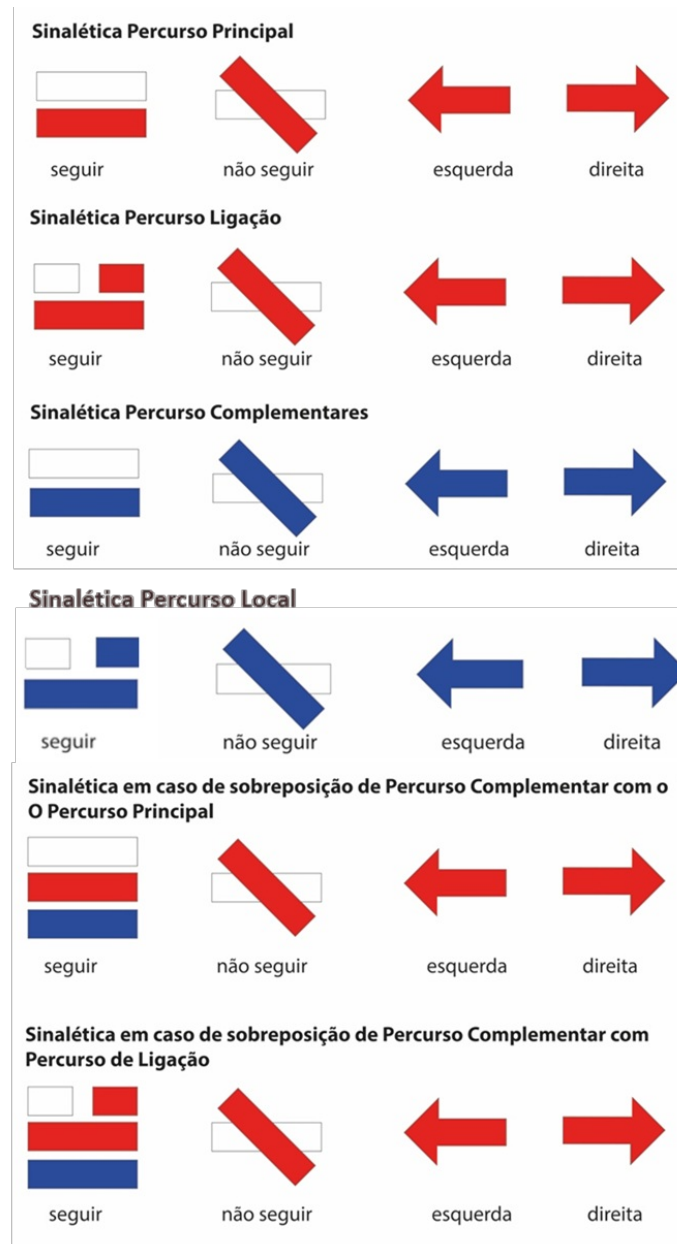 Sinalética Percurso Principal
seguir não seguir esquerda direita
Sinalética Percurso Ligação
seguir não seguir esquerda direita
Sinalética Percurso Complementares
seguir não seguir esquerda direita
Sinalética Percurso Local
seguir não seguir esquerda direita
Sinalética em caso de sobreposição de Percurso Complementar com o
O Percurso Principal
seguir não seguir esquerda direita
Sinalética em caso de sobreposição de Percurso Complementar com
Percurso de Ligação
seguir não seguir esquerda direita